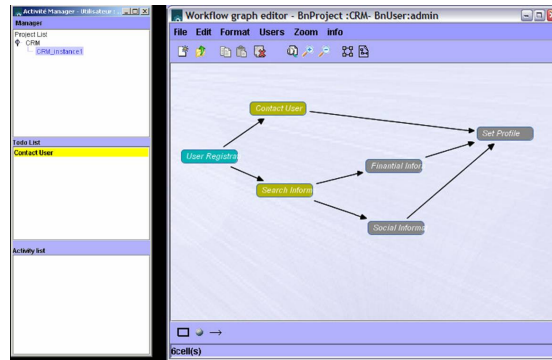 Activité Manager - Utilisateur :
Manager
Project List
CRM
CRM_instance1
Todo List
Contact User
Activity list
Workflow graph editor - BnProject :CRM- BnUser:admin
File Edit Format Users Zoom info
Contact User
Set Profile
User Registrat
Finantial Infor
Search Inform
Social Informa
6cell(s)